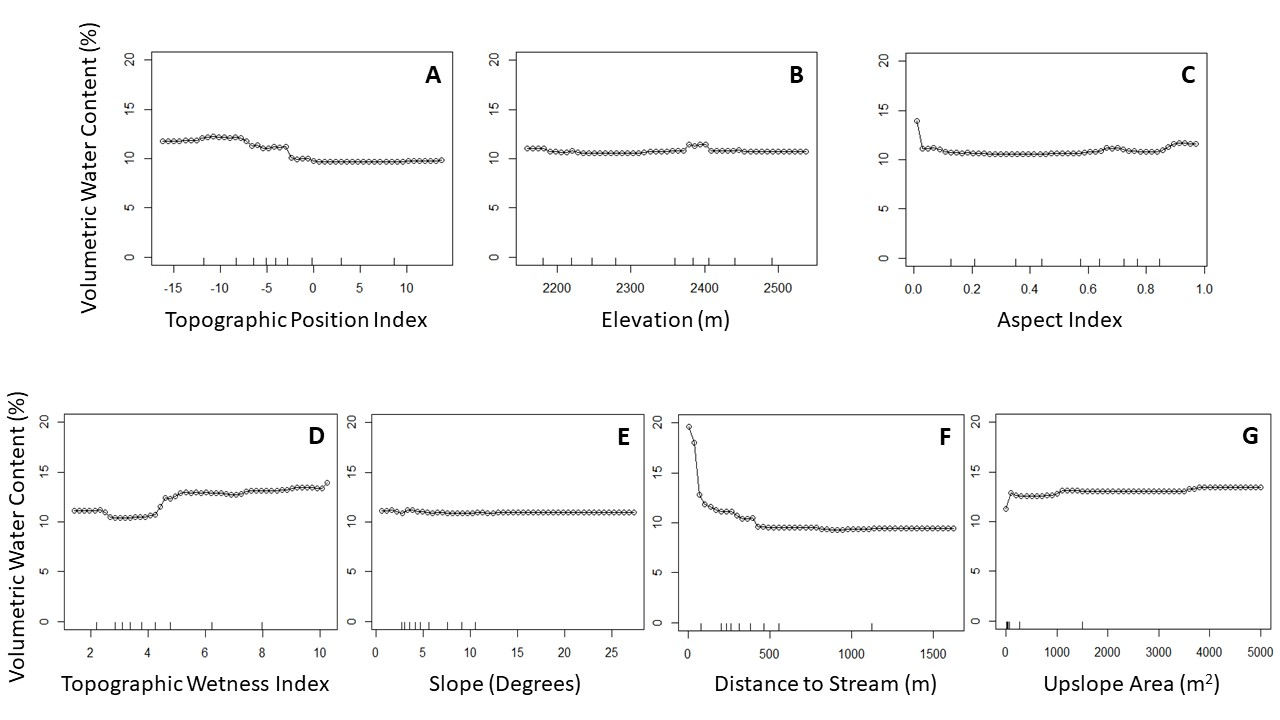 Volumetric Water Content (%)
20
15
10
5
0
A
-15 -10 -5 0 5 10
Topographic Position Index
20
15
10
5
0
B
2200 2300 2400 2500
Elevation (m)
20
15
10
5
0
C
0.0 0.2 0.4 0.6 0.8 1.0
Aspect Index
Volumetric Water Content (%)
20
15
10
5
0
D
2 4 6 8 10
Topographic Wetness Index
20
15
10
5
0
E
0 5 10 15 20 25
Slope (Degrees)
20
15
10
5
0
F
0 500 1000 1500
Distance to Stream (m)
20
15
10
5
0
G
0 1000 2000 3000 4000 5000
Upslope Area (m²)